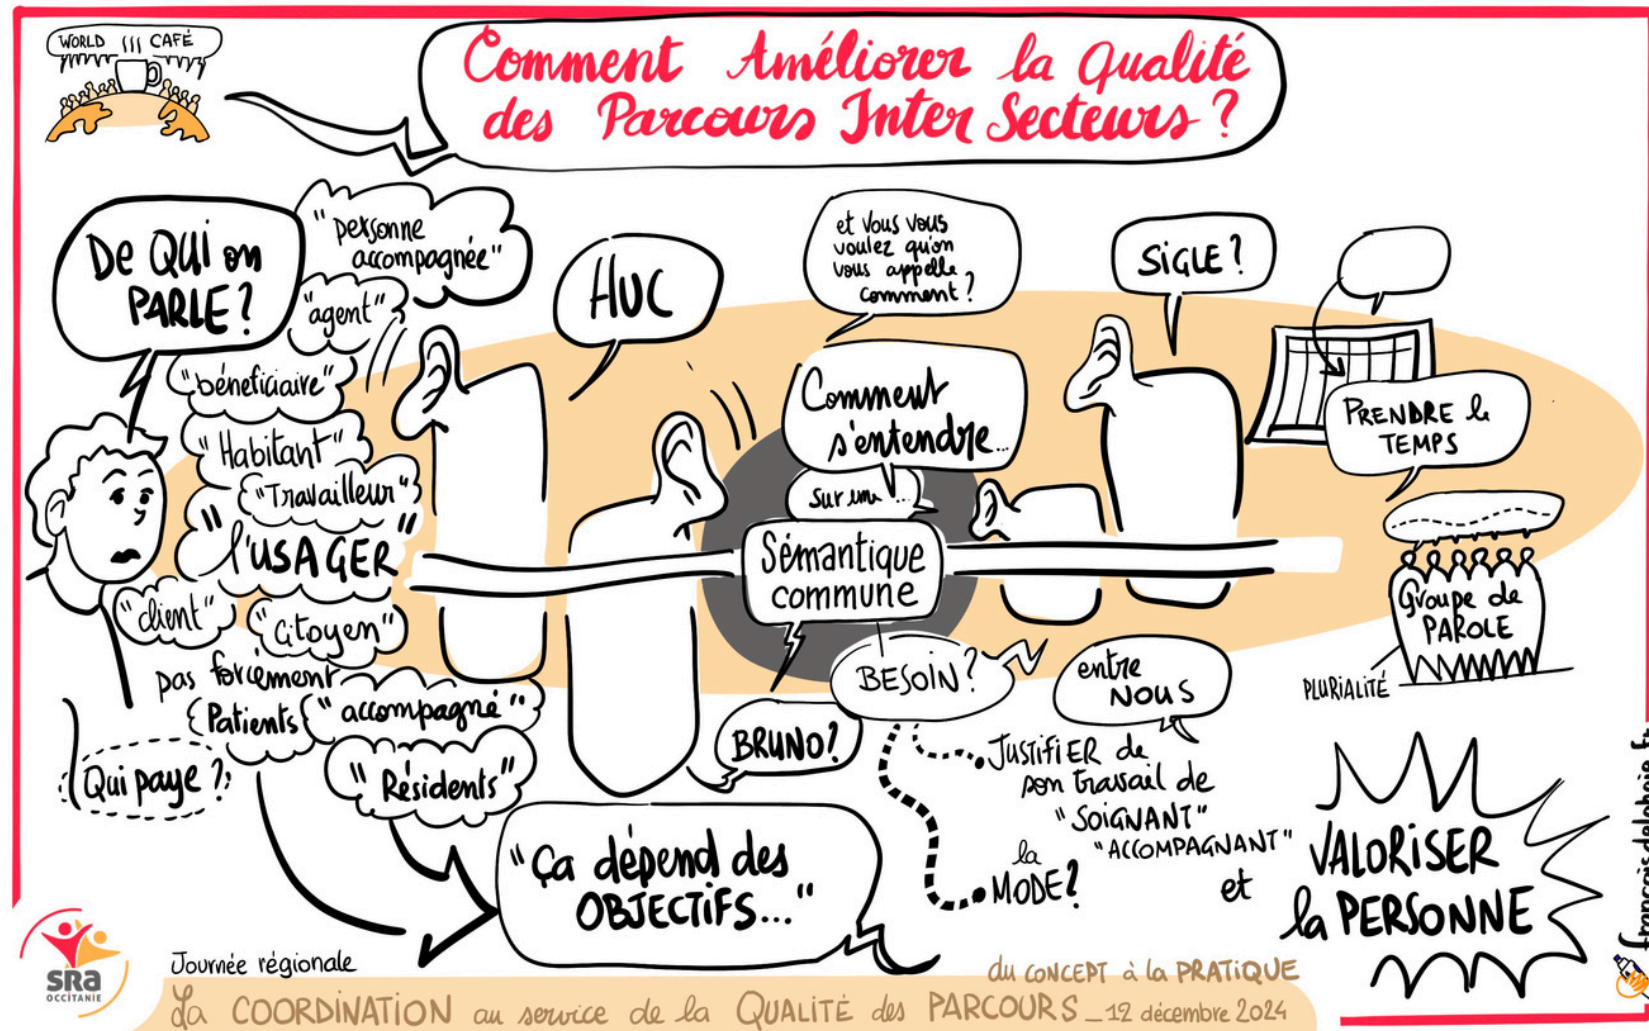 WORLD CAFÉ
Comment Améliorer la Qualité
des Parcours Inter Secteurs ?
De QUI on
PARLE ?
"personne
accompagnée"
"agent"
"béneficiaire"
"Habitant"
"Travailleur"
"l'USAGER"
"client"
"Citoyen"
pas forcément
Patients
"accompagné"
"Résidents"
Qui paye ?
HUC
et vous vous
voulez qu'on
vous appelle
comment ?
Comment
s'entendre...
sur une ...
Sémantique
commune
SIGLE ?
PRENDRE le
TEMPS
Groupe de
PAROLE
PLURIALITÉ
BESOIN ?
entre
NOUS
BRUNO ?
JUSTIFIER de
son travail de
"SOIGNANT"
"ACCOMPAGNANT"
la
MODE ?
et
VALORISER
la PERSONNE
"Ça dépend des
OBJECTIFS..."
sra
OCCITANIE
Journée régionale
du CONCEPT à la PRATIQUE
La COORDINATION au service de la QUALITÉ des PARCOURS _ 12 décembre 2024